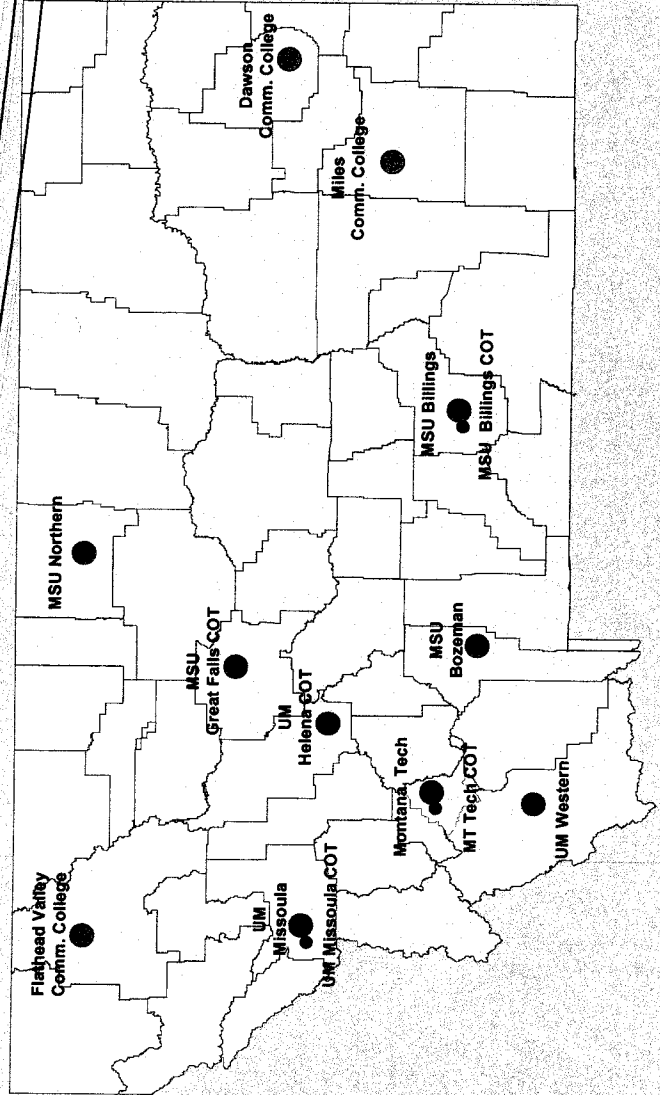 Flathead Valley
Comm. College
MSU Northern
Dawson
Comm. College
MSU
Great Falls COT
UM
Missoula
UM Missoula COT
UM
Helena COT
Miles
Comm. College
Montana Tech
MT Tech COT
MSU Billings
MSU Billings COT
MSU
Bozeman
UM Western